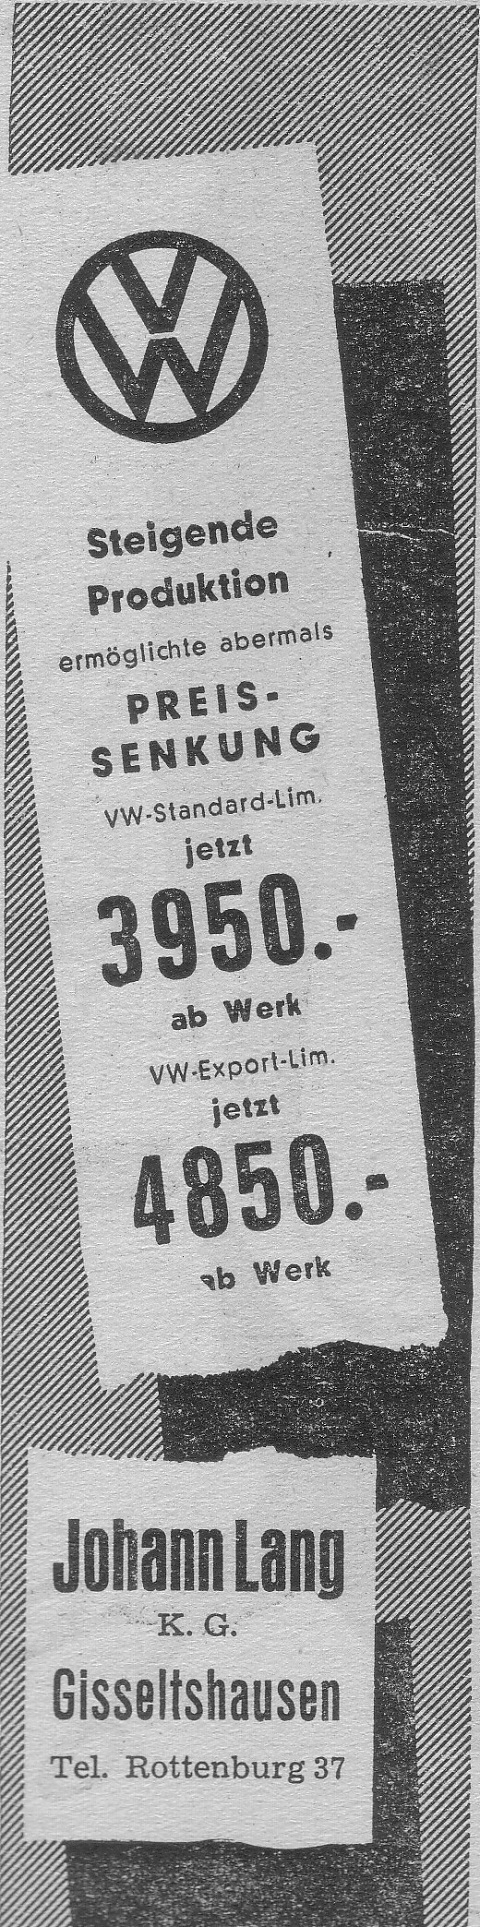 VW
Steigende
Produktion
ermöglichte abermals
PREIS-
SENKUNG
VW-Standard-Lim.
jetzt
3950.-
ab Werk
VW-Export-Lim.
jetzt
4850.-
ab Werk
Johann Lang
K. G.
Gisseltshausen
Tel. Rottenburg 37